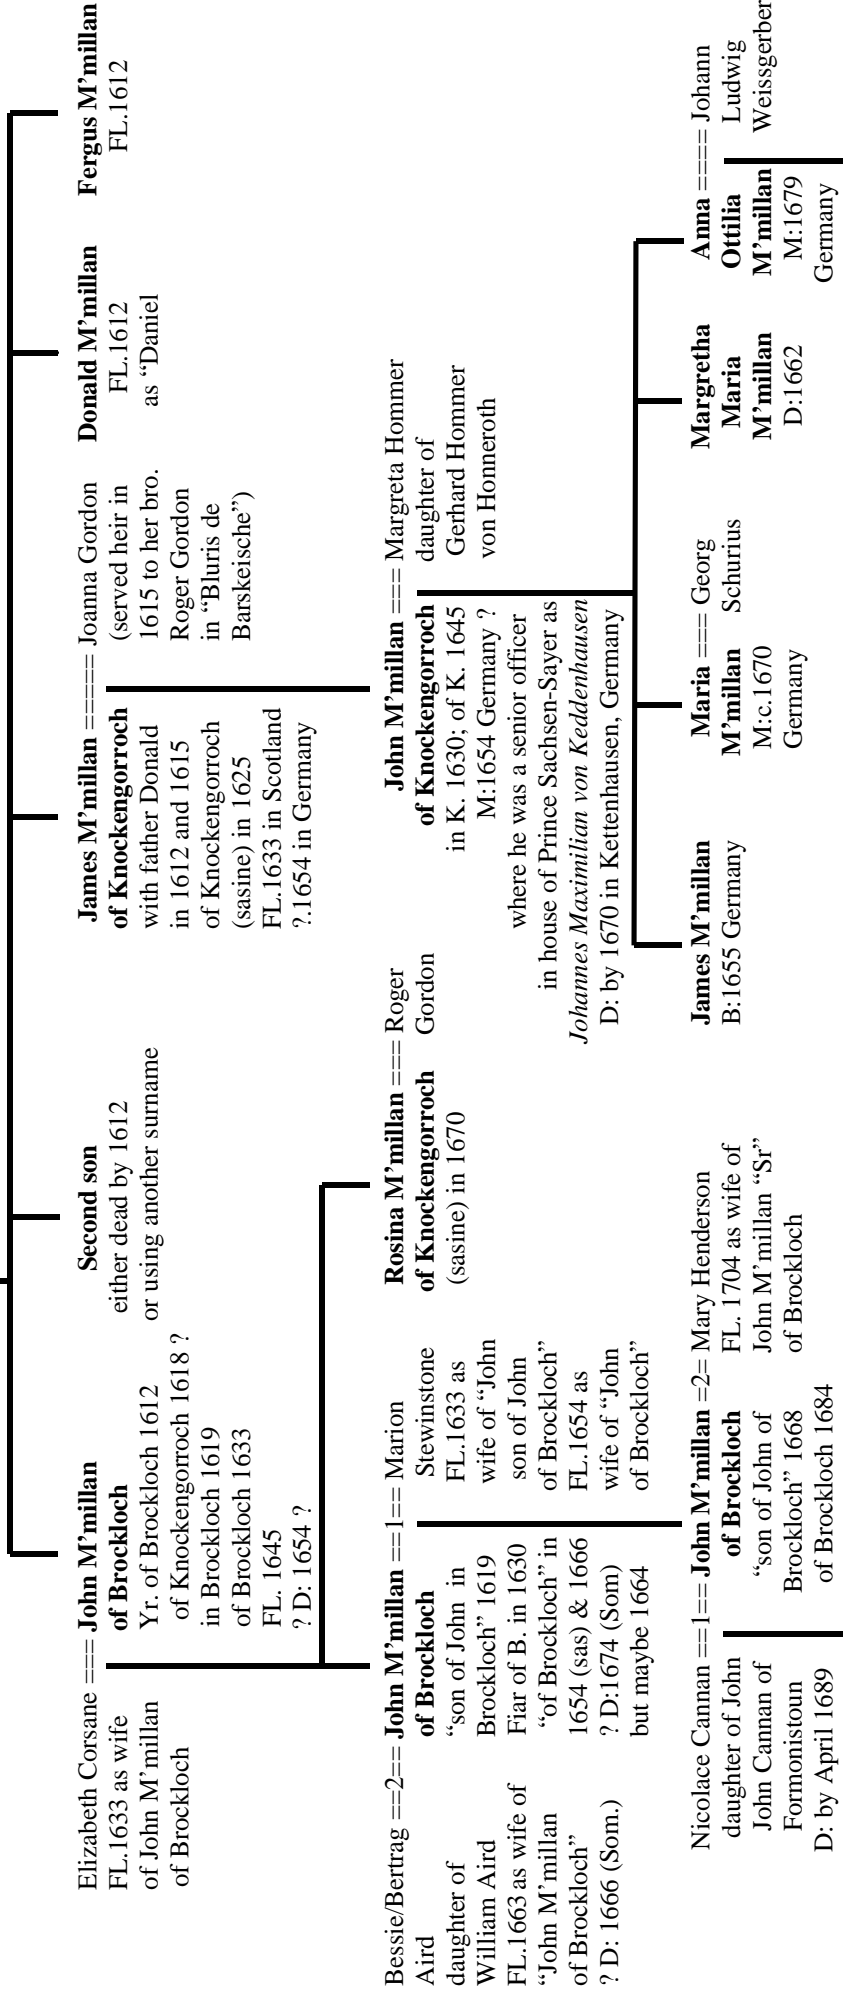 Elizabeth Corsane === John M’millan
FL.1633 as wife
of John M’millan
of Brockloch
of Brockloch
Yr. of Brockloch 1612
of Knockengorroch 1618 ?
in Brockloch 1619
of Brockloch 1633
FL. 1645
? D: 1654 ?
Second son
either dead by 1612
or using another surname
James M’millan ===== Joanna Gordon
of Knockengorroch
with father Donald
in 1612 and 1615
of Knockengorroch
(sasine) in 1625
FL.1633 in Scotland
?.1654 in Germany
(served heir in
1615 to her bro.
Roger Gordon
in “Bluris de
Barskeische”)
Donald M’millan
FL.1612
as “Daniel
Fergus M’millan
FL.1612
Bessie/Bertrag ==2== John M’millan ==1== Marion
Aird
daughter of
William Aird
FL.1663 as wife of
“John M’millan
of Brockloch”
? D: 1666 (Som.)
of Brockloch
“son of John in
Brockloch” 1619
Fiar of B. in 1630
“of Brockloch” in
1654 (sas) & 1666
? D:1674 (Som)
but maybe 1664
Stewinstone
FL.1633 as
wife of “John
son of John
of Brockloch”
FL.1654 as
wife of “John
of Brockloch”
Rosina M’millan === Roger
of Knockengorroch
(sasine) in 1670
Gordon
John M’millan === Margreta Hommer
of Knockengorroch
in K. 1630; of K. 1645
M:1654 Germany ?
where he was a senior officer
in house of Prince Sachsen-Sayer as
Johannes Maximilian von Keddenhausen
D: by 1670 in Kettenhausen, Germany
daughter of
Gerhard Hommer
von Honneroth
Nicolace Cannan ==1== John M’millan =2= Mary Henderson
daughter of John
John Cannan of
Formonistoun
D: by April 1689
of Brockloch
“son of John of
Brockloch” 1668
of Brockloch 1684
FL. 1704 as wife of
John M’millan “Sr”
of Brockloch
James M’millan
B:1655 Germany
Maria ==== Georg
M’millan
M:c.1670
Germany
Schurius
Margretha
Maria
M’millan
D:1662
Anna ==== Johann
Ottilia
M’millan
M:1679
Germany
Ludwig
Weissgerber